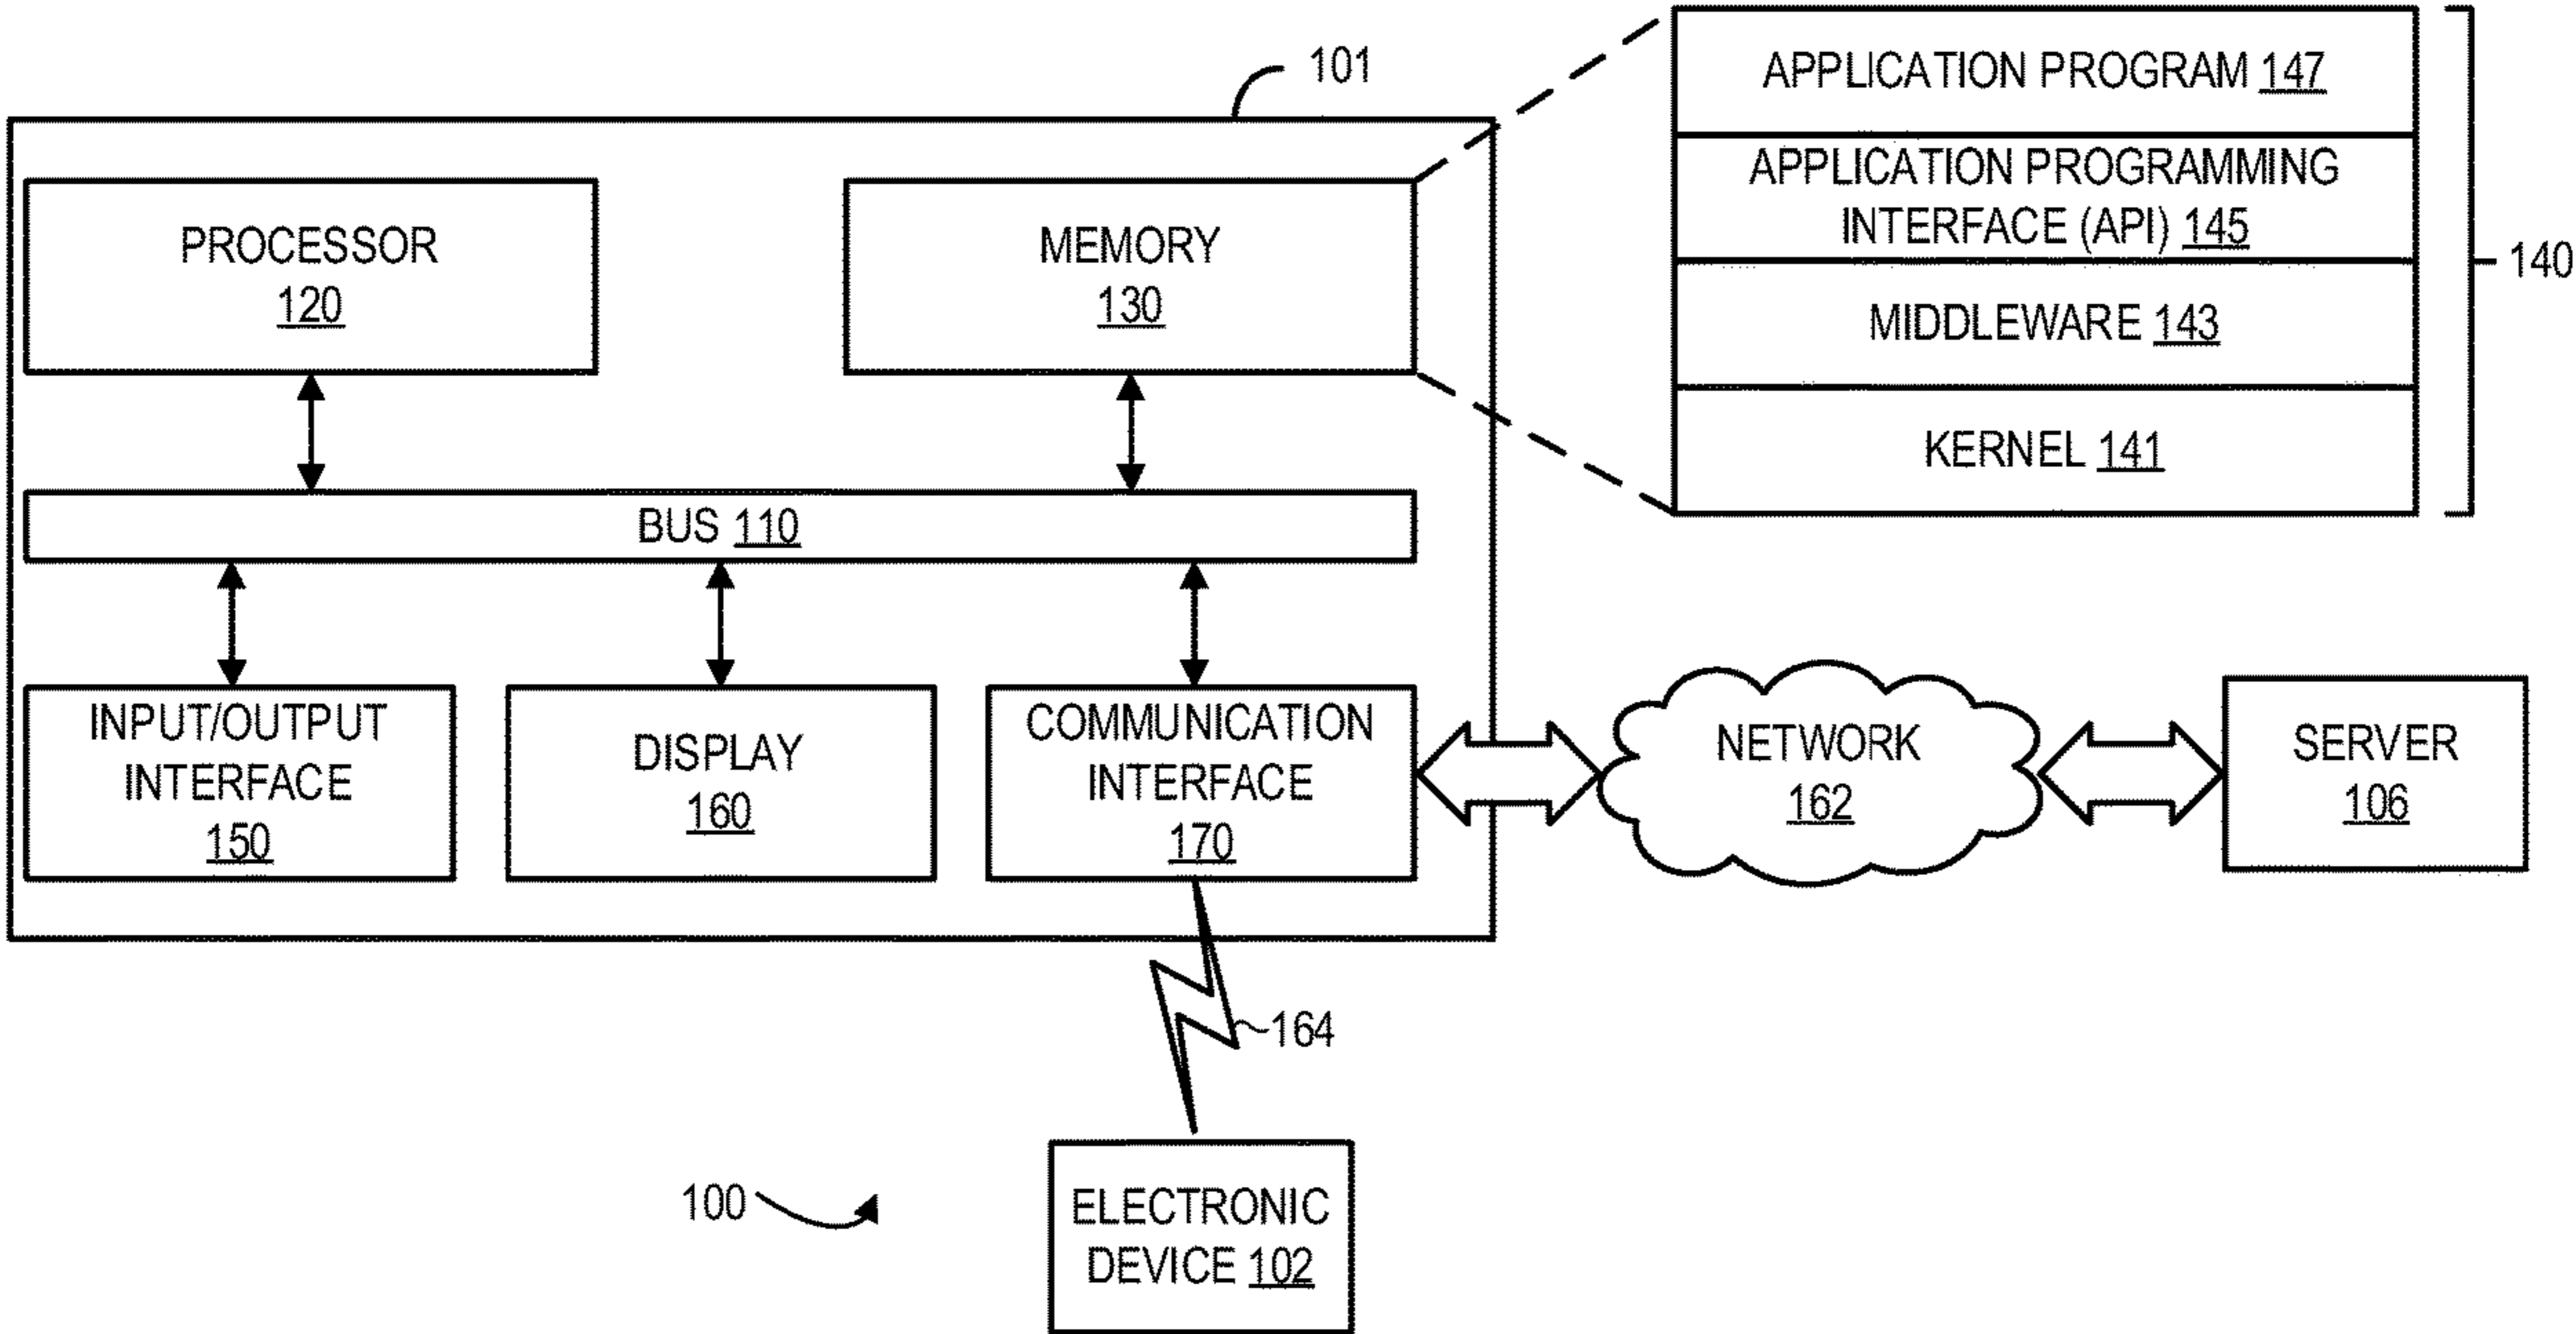 101
APPLICATION PROGRAM 147
APPLICATION PROGRAMMING
INTERFACE (API) 145
MIDDLEWARE 143
KERNEL 141
140
PROCESSOR
120
MEMORY
130
BUS 110
INPUT/OUTPUT
INTERFACE
150
DISPLAY
160
COMMUNICATION
INTERFACE
170
NETWORK
162
SERVER
106
164
100
ELECTRONIC
DEVICE 102